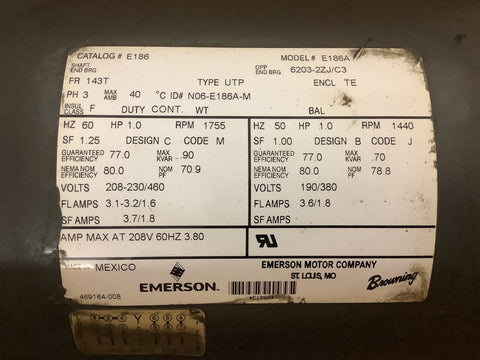 CATALOG # E186 MODEL # E186A
SHAFT END BRG OPP END BRG 6203-2ZJ/C3
FR 143T TYPE UTP ENCL TE
PH 3 MAX AMB 40 °C ID# N06-E186A-M
INSUL CLASS F DUTY CONT. WT BAL
HZ 60 HP 1.0 RPM 1755
SF 1.25 DESIGN C CODE M
GUARANTEED EFFICIENCY 77.0 MAX KVAR .90
NEMA NOM EFFICIENCY 80.0 NOM PF 70.9
VOLTS 208-230/460
FL AMPS 3.1-3.2/1.6
SF AMPS 3.7/1.8
HZ 50 HP 1.0 RPM 1440
SF 1.00 DESIGN B CODE J
GUARANTEED EFFICIENCY 77.0 MAX KVAR .70
NEMA NOM EFFICIENCY 80.0 NOM PF 78.8
VOLTS 190/380
FL AMPS 3.6/1.8
SF AMPS
AMP MAX AT 208V 60HZ 3.80
MEXICO
469164-008
EMERSON
EMERSON MOTOR COMPANY
ST. LOUIS, MO
Browning